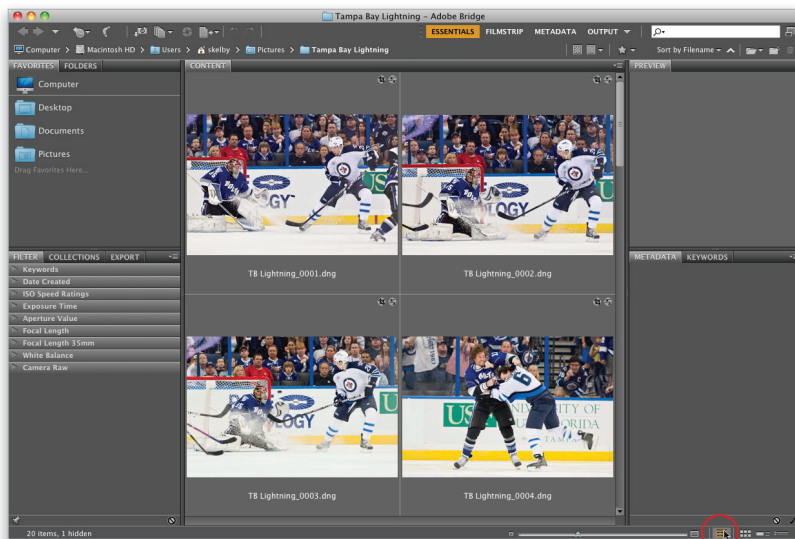 Tampa Bay Lightning – Adobe Bridge
ESSENTIALS FILMSTRIP METADATA OUTPUT
Computer > Macintosh HD > Users > skelby > Pictures > Tampa Bay Lightning
Sort by Filename
FAVORITES FOLDERS
Computer
Desktop
Documents
Pictures
Drag Favorites Here...
FILTER COLLECTIONS EXPORT
Keywords
Date Created
ISO Speed Ratings
Exposure Time
Aperture Value
Focal Length
Focal Length 35mm
White Balance
Camera Raw
CONTENT
TB Lightning_0001.dng
TB Lightning_0002.dng
TB Lightning_0003.dng
6
TB Lightning_0004.dng
PREVIEW
METADATA KEYWORDS
20 items, 1 hidden